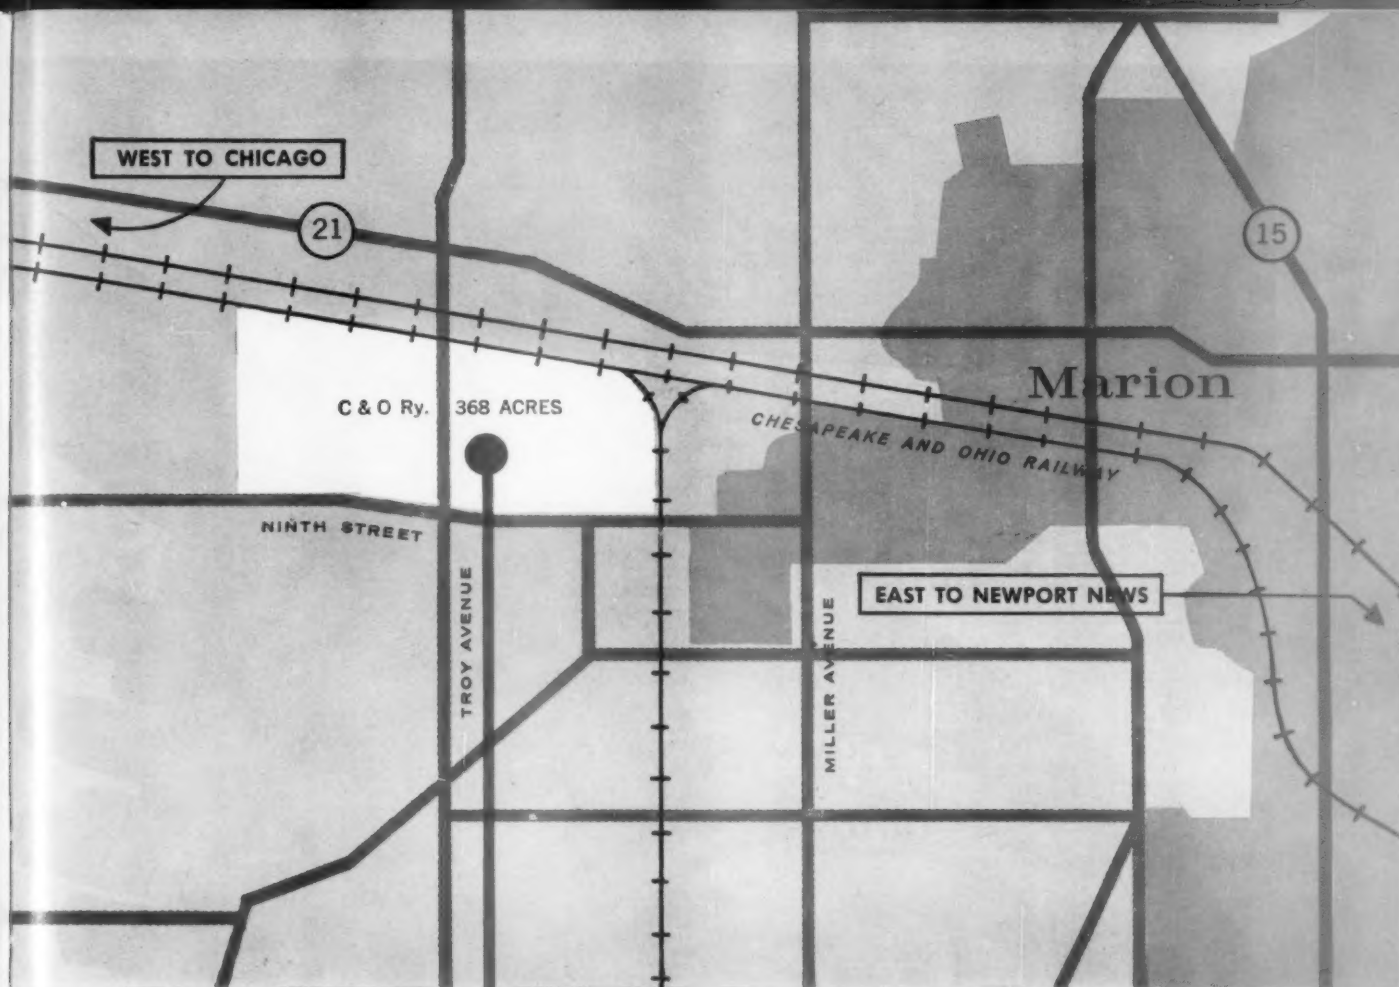 WEST TO CHICAGO
21
15
Marion
C & O Ry. 368 ACRES
CHESAPEAKE AND OHIO RAILWAY
NINTH STREET
EAST TO NEWPORT NEWS
TROY AVENUE
MILLER AVENUE